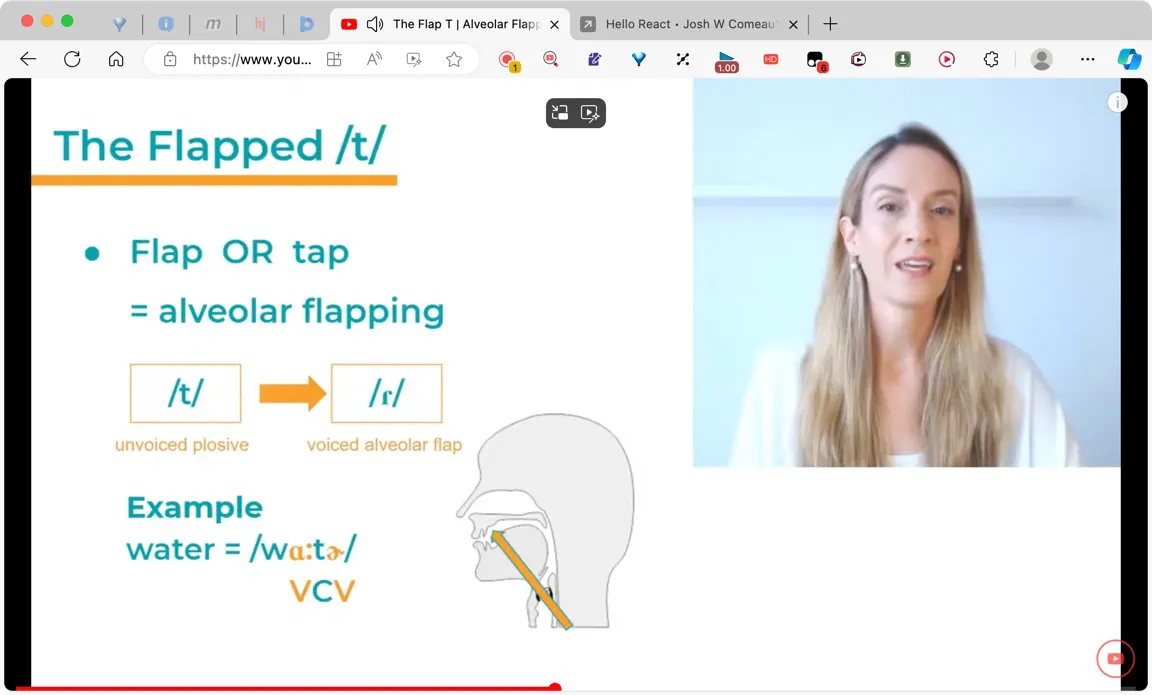 The Flap T | Alveolar Flapp
Hello React • Josh W Comeau'
https://www.you...
1
1.00
HD
6
The Flapped /t/
• Flap OR tap
= alveolar flapping
/t/
/ɾ/
unvoiced plosive
voiced alveolar flap
Example
water = /wɑːtɚ/
VCV